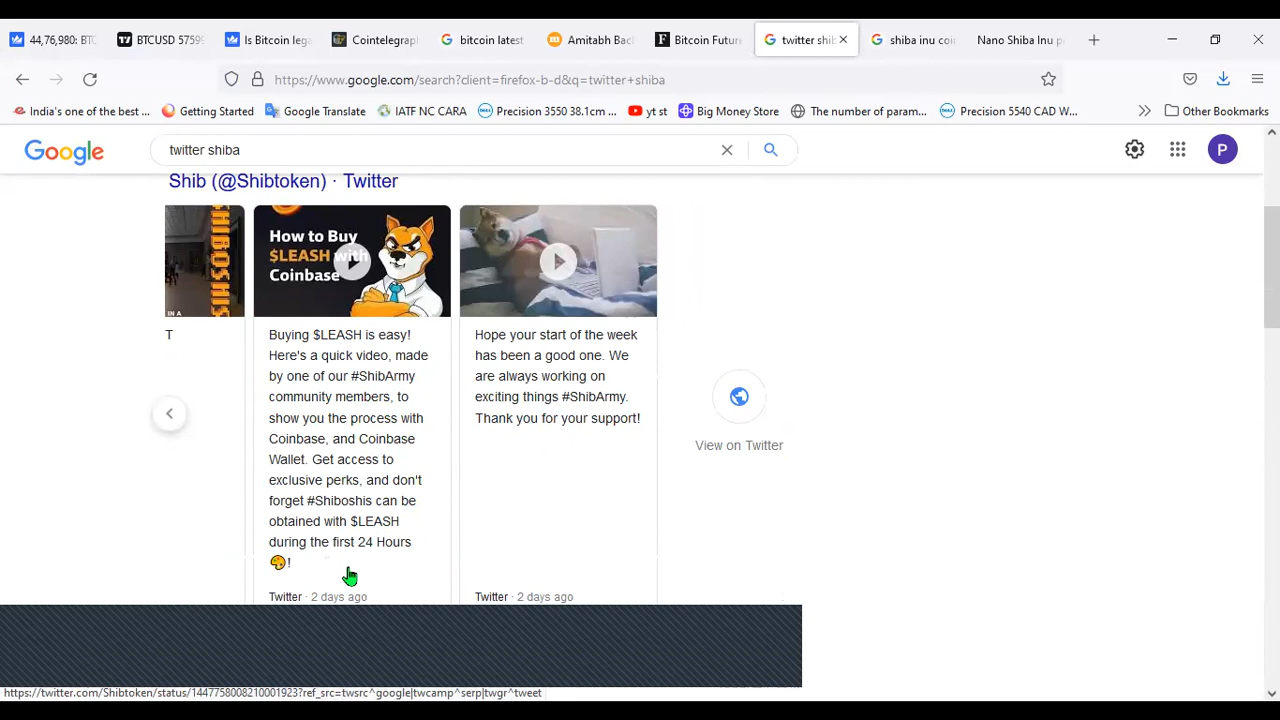 44,76,980: BTC
BTCUSD 5759
Is Bitcoin lega
Cointelegraph
bitcoin latest
Amitabh Bac
Bitcoin Future
twitter shib
shiba inu coi
Nano Shiba Inu p
https://www.google.com/search?client=firefox-b-d&q=twitter+shiba
India's one of the best ...
Getting Started
Google Translate
IATF NC CARA
Precision 3550 38.1cm ...
yt st
Big Money Store
The number of param...
Precision 5540 CAD W...
Other Bookmarks
Google
twitter shiba
P
Shib (@Shibtoken) · Twitter
HIBOSHIS
IN A
T
How to Buy
$LEASH with
Coinbase
Buying $LEASH is easy!
Here's a quick video, made
by one of our #ShibArmy
community members, to
show you the process with
Coinbase, and Coinbase
Wallet. Get access to
exclusive perks, and don't
forget #Shiboshis can be
obtained with $LEASH
during the first 24 Hours
🎨!
Twitter · 2 days ago
Hope your start of the week
has been a good one. We
are always working on
exciting things #ShibArmy.
Thank you for your support!
Twitter · 2 days ago
View on Twitter
https://twitter.com/Shibtoken/status/1447758008210001923?ref_src=twsrc^google|twcamp^serp|twgr^tweet